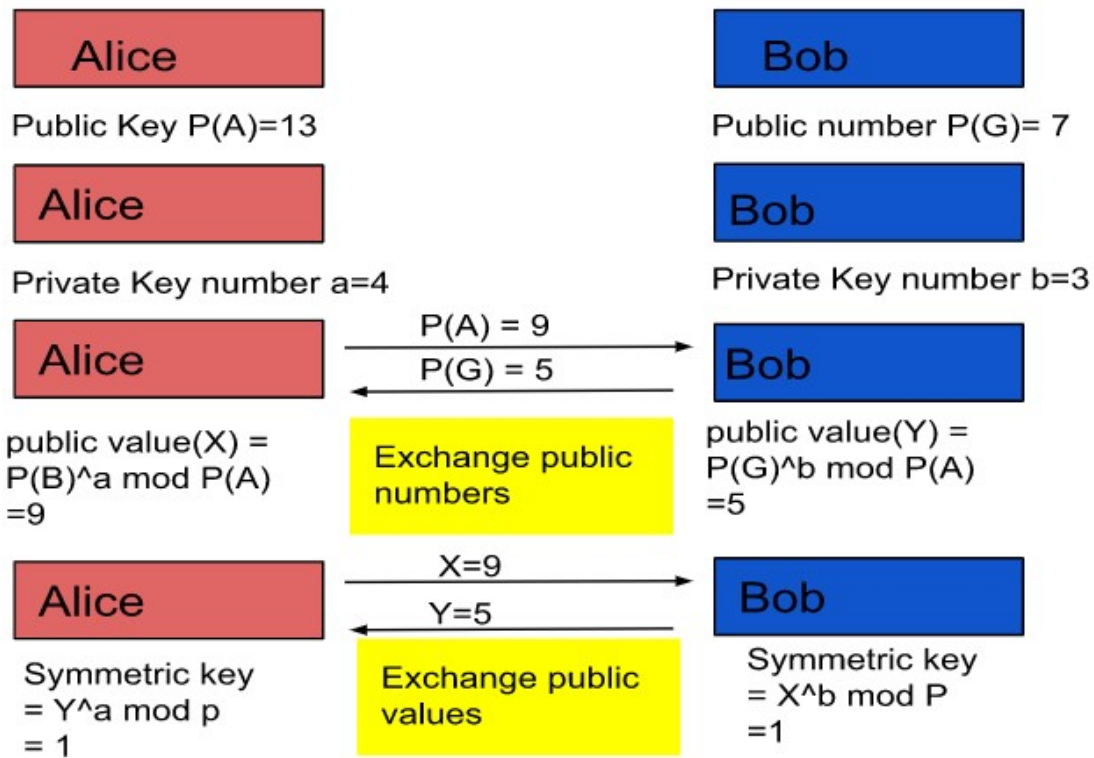 Alice
Bob
Public Key P(A)=13
Public number P(G)= 7
Alice
Bob
Private Key number a=4
Private Key number b=3
P(A) = 9
Alice
Bob
P(G) = 5
public value(X) =
P(B)^a mod P(A)
=9
Exchange public
numbers
public value(Y) =
P(G)^b mod P(A)
=5
X=9
Alice
Bob
Y=5
Symmetric key
= Y^a mod p
= 1
Exchange public
values
Symmetric key
= X^b mod P
=1